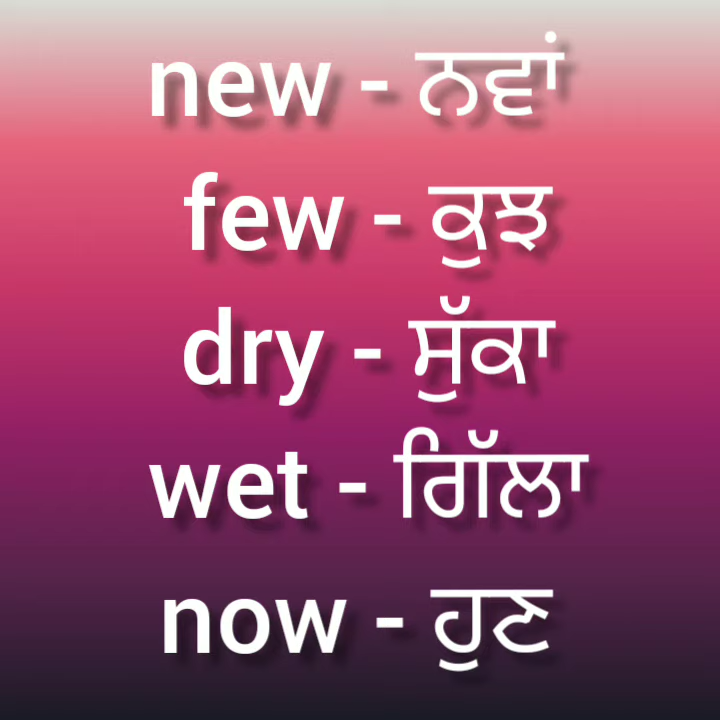 new - ਨਵਾਂ
few - ਕੁਝ
dry - ਸੁੱਕਾ
wet - ਗਿੱਲਾ
now - ਹੁਣ